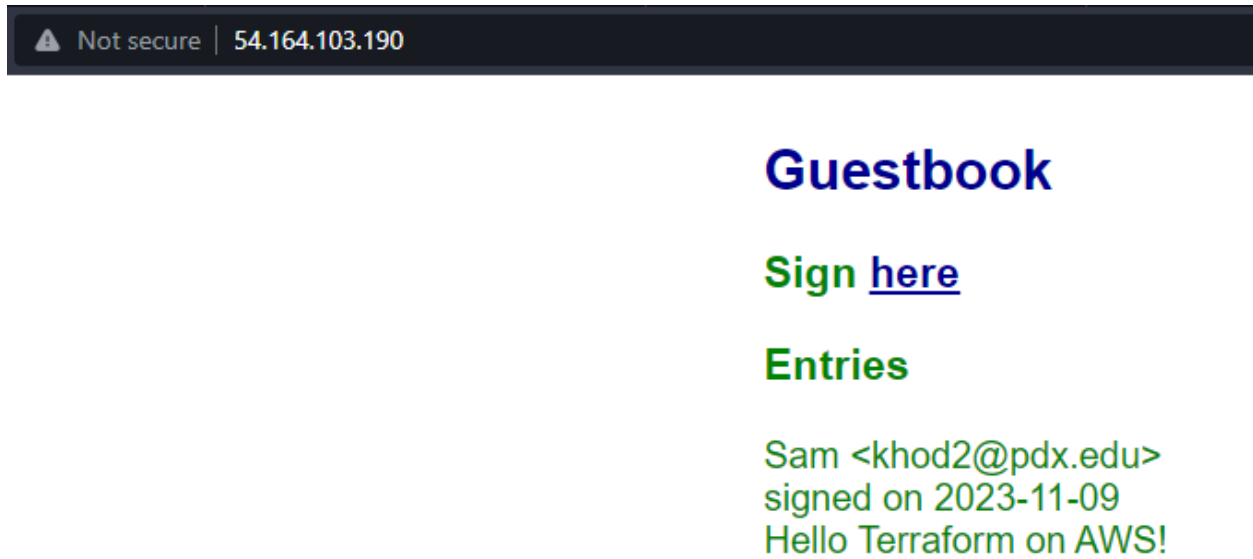 Not secure | 54.164.103.190
Guestbook
Sign here
Entries
Sam <khod2@pdx.edu>
signed on 2023-11-09
Hello Terraform on AWS!